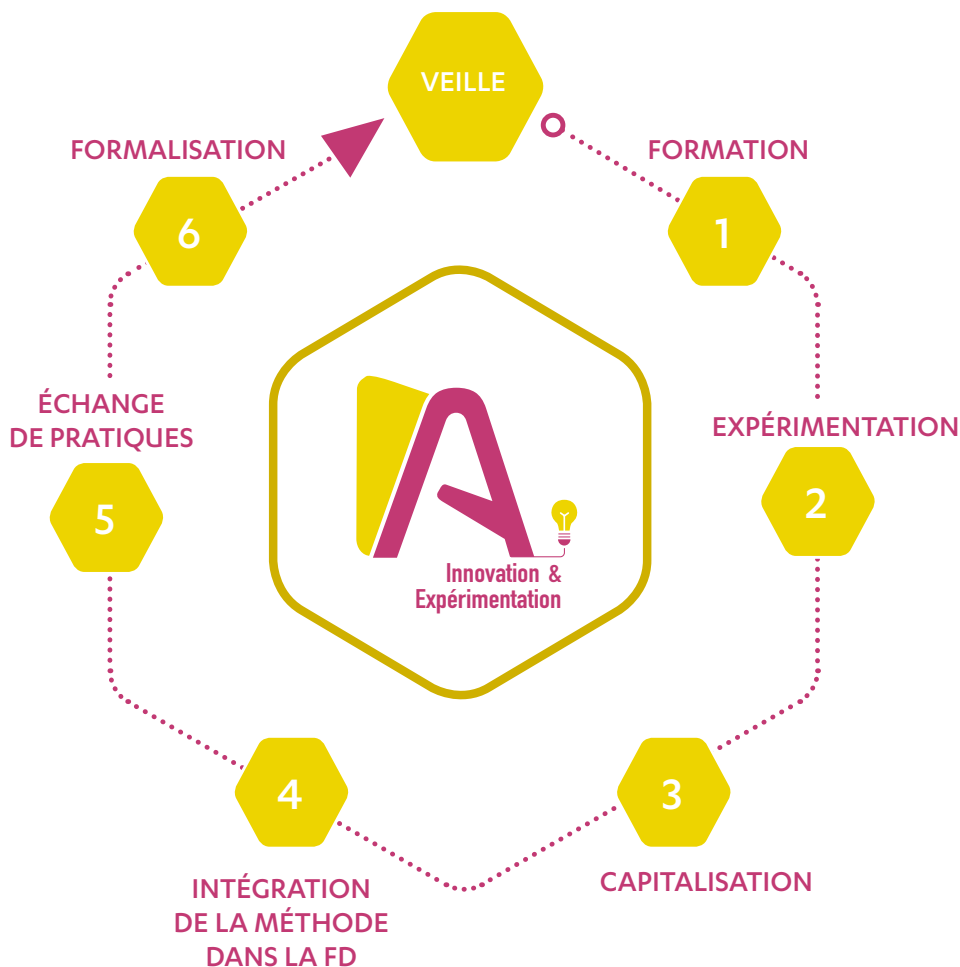 VEILLE
FORMATION
1
EXPÉRIMENTATION
2
3
CAPITALISATION
4
INTÉGRATION
DE LA MÉTHODE
DANS LA FD
ÉCHANGE
DE PRATIQUES
5
FORMALISATION
6
A
Innovation &
Expérimentation